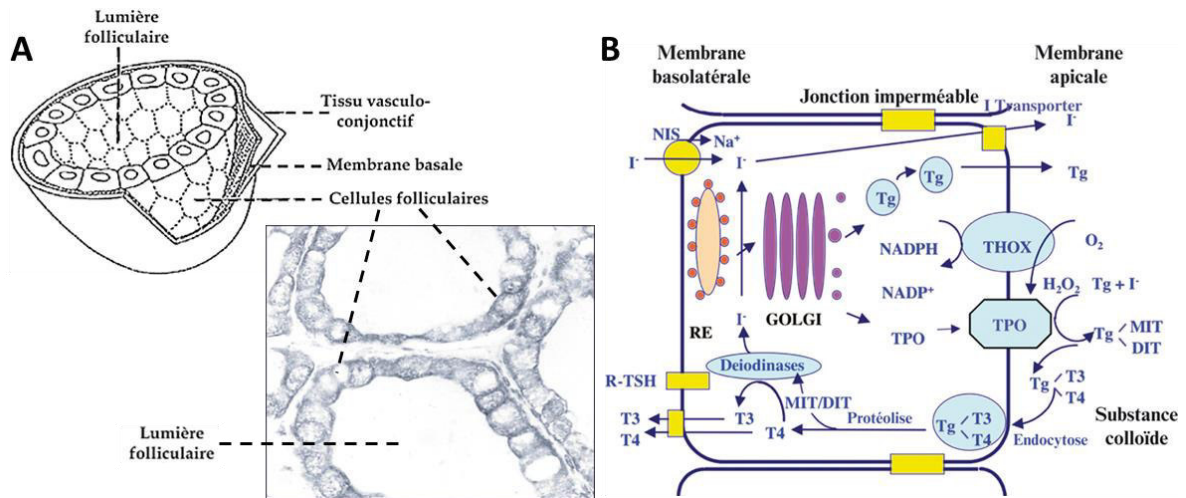 A
Lumière
folliculaire
Tissu vasculo-
conjonctif
Membrane basale
Cellules folliculaires
Lumière
folliculaire
B
Membrane
basolatérale
Membrane
apicale
Jonction imperméable
I Transporter
I-
NIS
Na+
I-
I-
Tg
Tg
Tg
NADPH
THOX
O2
NADP+
H2O2
Tg + I-
RE
GOLGI
I-
TPO
TPO
Tg
MIT
DIT
Deiodinases
R-TSH
MIT/DIT
T3
T4
T3
T4
Protéolise
Tg
T3
T4
Tg
T3
T4
Endocytose
Substance
colloïde